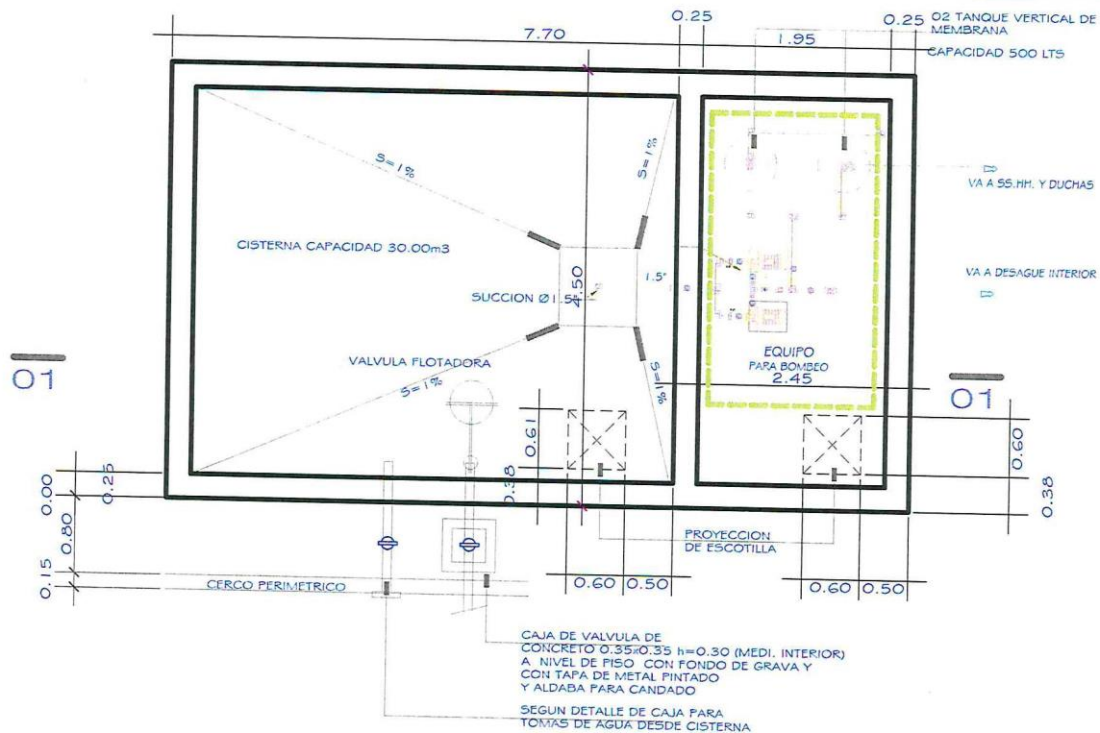 0.25
0.25
02 TANQUE VERTICAL DE
MEMBRANA
CAPACIDAD 500 LTS
7.70
1.95
S=1%
S=1%
VA A SS.HH. Y DUCHAS
CISTERNA CAPACIDAD 30.00m3
1.5"
SUCCION Ø1.5"
4.50
VA A DESAGUE INTERIOR
VALVULA FLOTADORA
S=1%
S=1%
EQUIPO
PARA BOMBEO
2.45
01
01
0.61
0.38
0.60
0.38
0.00
0.25
0.80
0.15
PROYECCION
DE ESCOTILLA
CERCO PERIMETRICO
0.60
0.50
0.60
0.50
CAJA DE VALVULA DE
CONCRETO 0.35x0.35 h=0.30 (MEDI. INTERIOR)
A NIVEL DE PISO CON FONDO DE GRAVA Y
CON TAPA DE METAL PINTADO
Y ALDABA PARA CANDADO
SEGUN DETALLE DE CAJA PARA
TOMAS DE AGUA DESDE CISTERNA